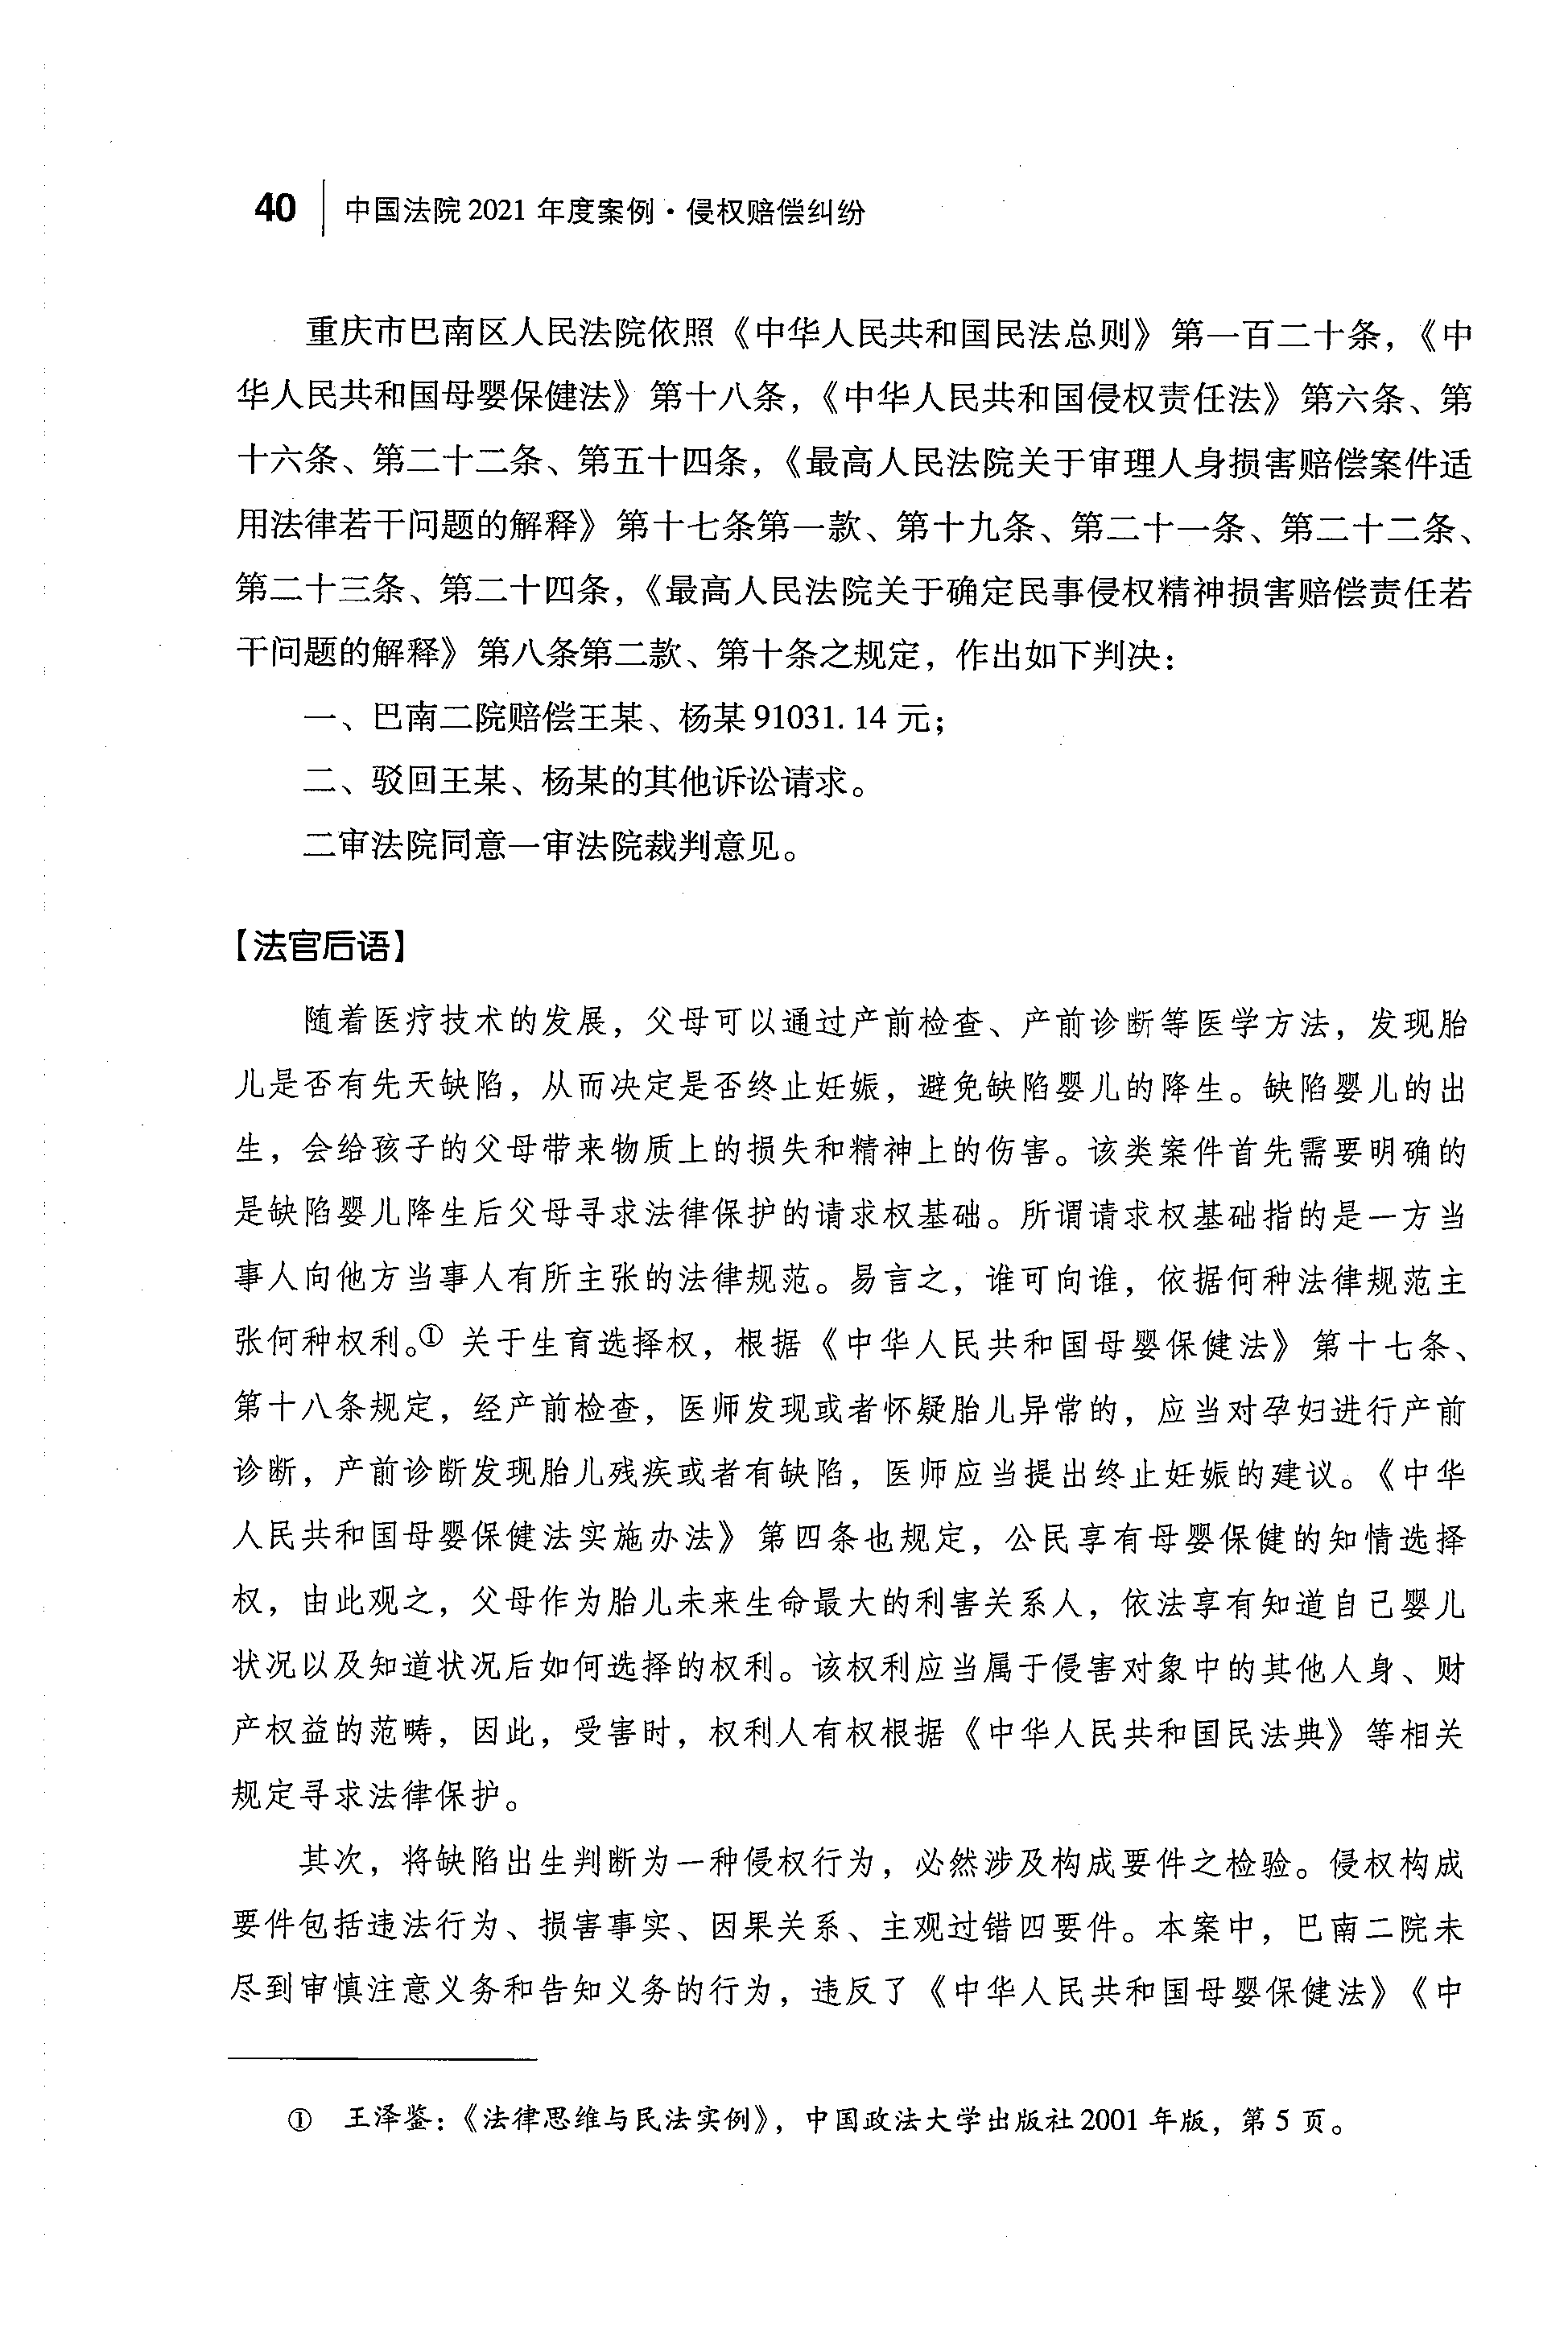 40 | 中国法院 2021 年度案例·侵权赔偿纠纷
重庆市巴南区人民法院依照《中华人民共和国民法总则》第一百二十条，《中
华人民共和国母婴保健法》第十八条，《中华人民共和国侵权责任法》第六条、第
十六条、第二十二条、第五十四条，《最高人民法院关于审理人身损害赔偿案件适
用法律若干问题的解释》第十七条第一款、第十九条、第二十一条、第二十二条、
第二十三条、第二十四条，《最高人民法院关于确定民事侵权精神损害赔偿责任若
干问题的解释》第八条第二款、第十条之规定，作出如下判决：
一、巴南二院赔偿王某、杨某 91031.14 元；
二、驳回王某、杨某的其他诉讼请求。
二审法院同意一审法院裁判意见。
【法官后语】
随着医疗技术的发展，父母可以通过产前检查、产前诊断等医学方法，发现胎
儿是否有先天缺陷，从而决定是否终止妊娠，避免缺陷婴儿的降生。缺陷婴儿的出
生，会给孩子的父母带来物质上的损失和精神上的伤害。该类案件首先需要明确的
是缺陷婴儿降生后父母寻求法律保护的请求权基础。所谓请求权基础指的是一方当
事人向他方当事人有所主张的法律规范。易言之，谁可向谁，依据何种法律规范主
张何种权利。① 关于生育选择权，根据《中华人民共和国母婴保健法》第十七条、
第十八条规定，经产前检查，医师发现或者怀疑胎儿异常的，应当对孕妇进行产前
诊断，产前诊断发现胎儿残疾或者有缺陷，医师应当提出终止妊娠的建议。《中华
人民共和国母婴保健法实施办法》第四条也规定，公民享有母婴保健的知情选择
权，由此观之，父母作为胎儿未来生命最大的利害关系人，依法享有知道自己婴儿
状况以及知道状况后如何选择的权利。该权利应当属于侵害对象中的其他人身、财
产权益的范畴，因此，受害时，权利人有权根据《中华人民共和国民法典》等相关
规定寻求法律保护。
其次，将缺陷出生判断为一种侵权行为，必然涉及构成要件之检验。侵权构成
要件包括违法行为、损害事实、因果关系、主观过错四要件。本案中，巴南二院未
尽到审慎注意义务和告知义务的行为，违反了《中华人民共和国母婴保健法》《中
① 王泽鉴：《法律思维与民法实例》，中国政法大学出版社 2001 年版，第 5 页。